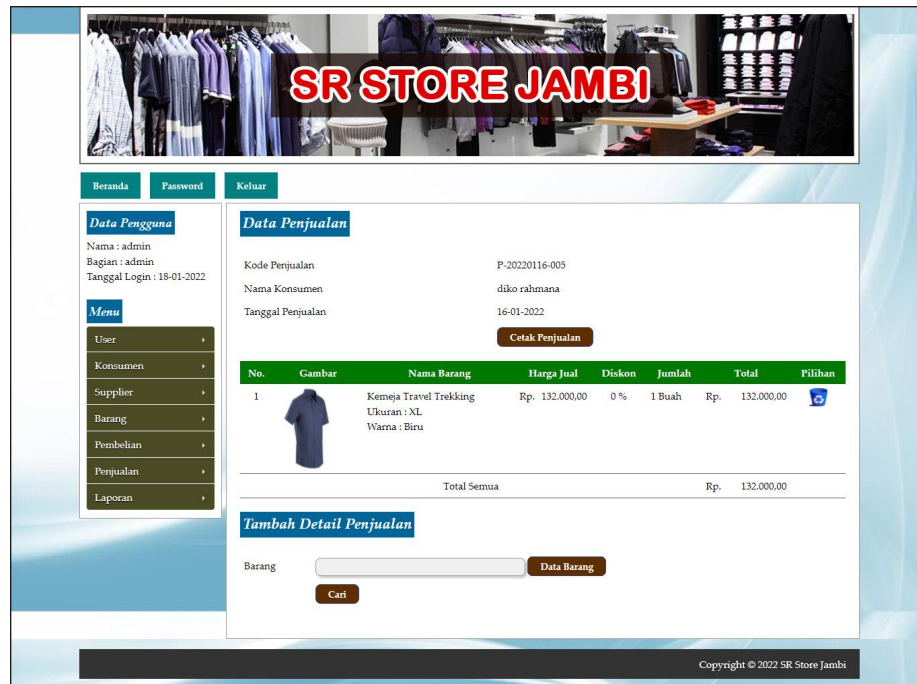 SR STORE JAMBI
Beranda Password Keluar
Data Pengguna
Nama : admin
Bagian : admin
Tanggal Login : 18-01-2022
Menu
User
Konsumen
Supplier
Barang
Pembelian
Penjualan
Laporan
Data Penjualan
Kode Penjualan P-20220116-005
Nama Konsumen diko rahmana
Tanggal Penjualan 16-01-2022
Cetak Penjualan
No. Gambar Nama Barang Harga Jual Diskon Jumlah Total Pilihan
1 Kemeja Travel Trekking Rp. 132.000,00 0 % 1 Buah Rp. 132.000,00
Ukuran : XL
Warna : Biru
Total Semua Rp. 132.000,00
Tambah Detail Penjualan
Barang Data Barang
Cari
Copyright © 2022 SR Store Jambi